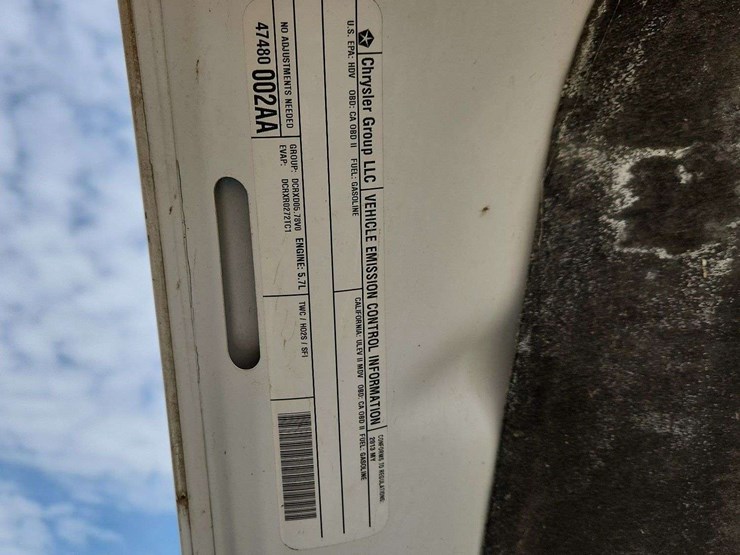 Chrysler Group LLC
VEHICLE EMISSION CONTROL INFORMATION
CONFORMS TO REGULATIONS:
2013 MY
U.S. EPA: HDV OBD: CA OBD II FUEL: GASOLINE
CALIFORNIA: ULEV II MDV OBD: CA OBD II FUEL: GASOLINE
NO ADJUSTMENTS NEEDED
GROUP: DCRX005.78V0 ENGINE: 5.7L
TWC / HO2S / SFI
EVAP: DCRXR0272TC1
47480 002AA